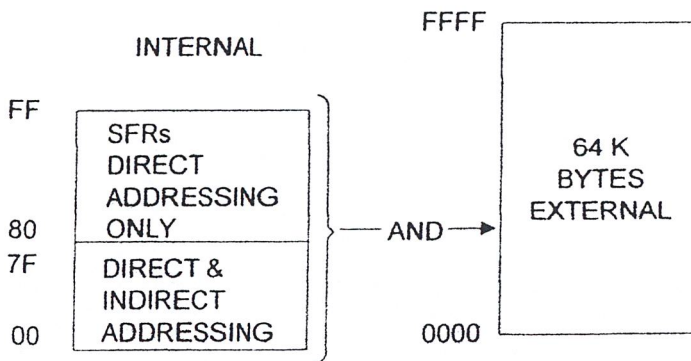 INTERNAL
FF
SFRs
DIRECT
ADDRESSING
ONLY
80
7F
DIRECT &
INDIRECT
ADDRESSING
00
AND
FFFF
64 K
BYTES
EXTERNAL
0000